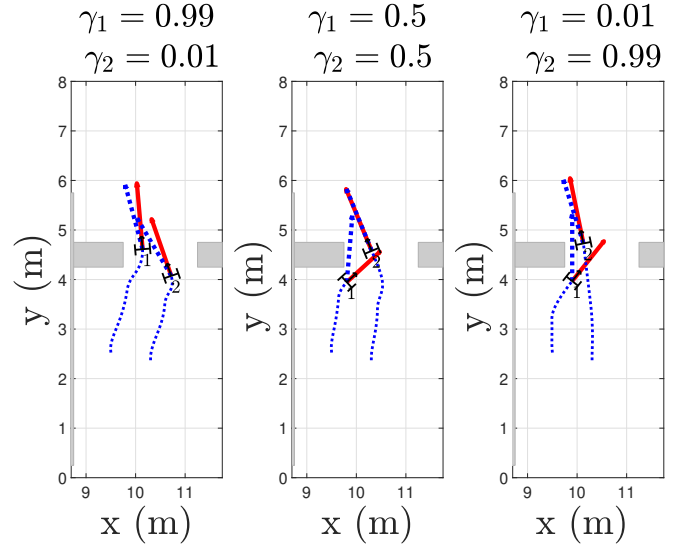 γ₁ = 0.99 γ₁ = 0.5 γ₁ = 0.01
γ₂ = 0.01 γ₂ = 0.5 γ₂ = 0.99
8 8 8
7 7 7
6 6 6
5 5 5
1 2 2
4 4 4
2 1 1
3 3 3
2 2 2
1 1 1
0 0 0
9 10 11 9 10 11 9 10 11
y (m) y (m) y (m)
x (m) x (m) x (m)